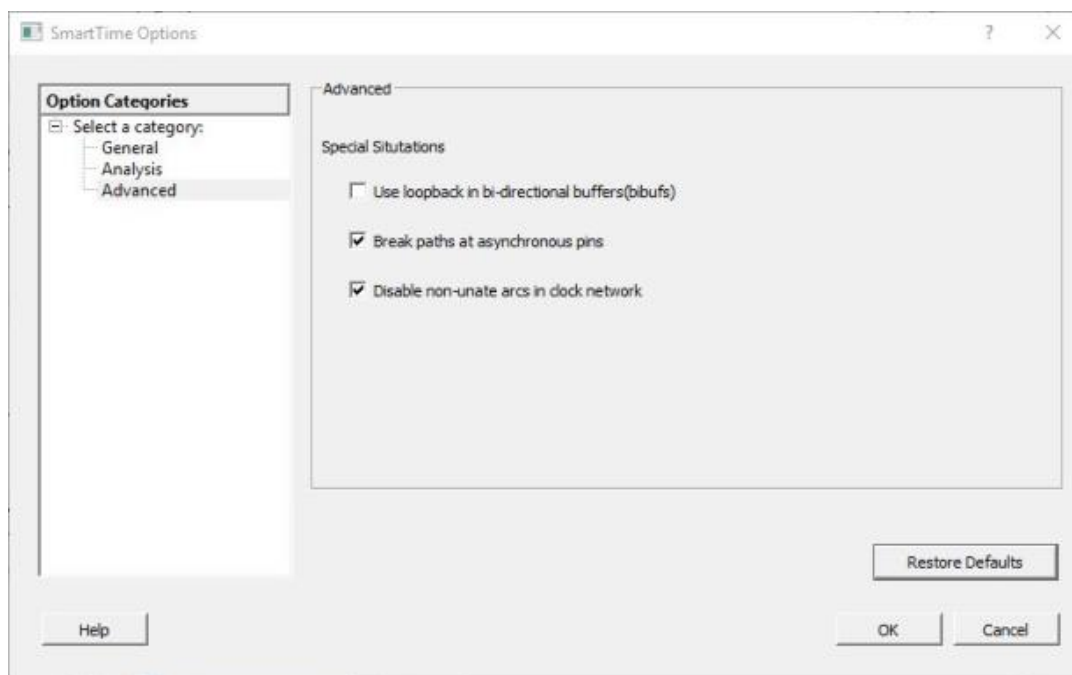 SmartTime Options
?
Option Categories
Select a category:
General
Analysis
Advanced
Advanced
Special Situtations
Use loopback in bi-directional buffers(bibufs)
Break paths at asynchronous pins
Disable non-unate arcs in clock network
Restore Defaults
Help
OK
Cancel